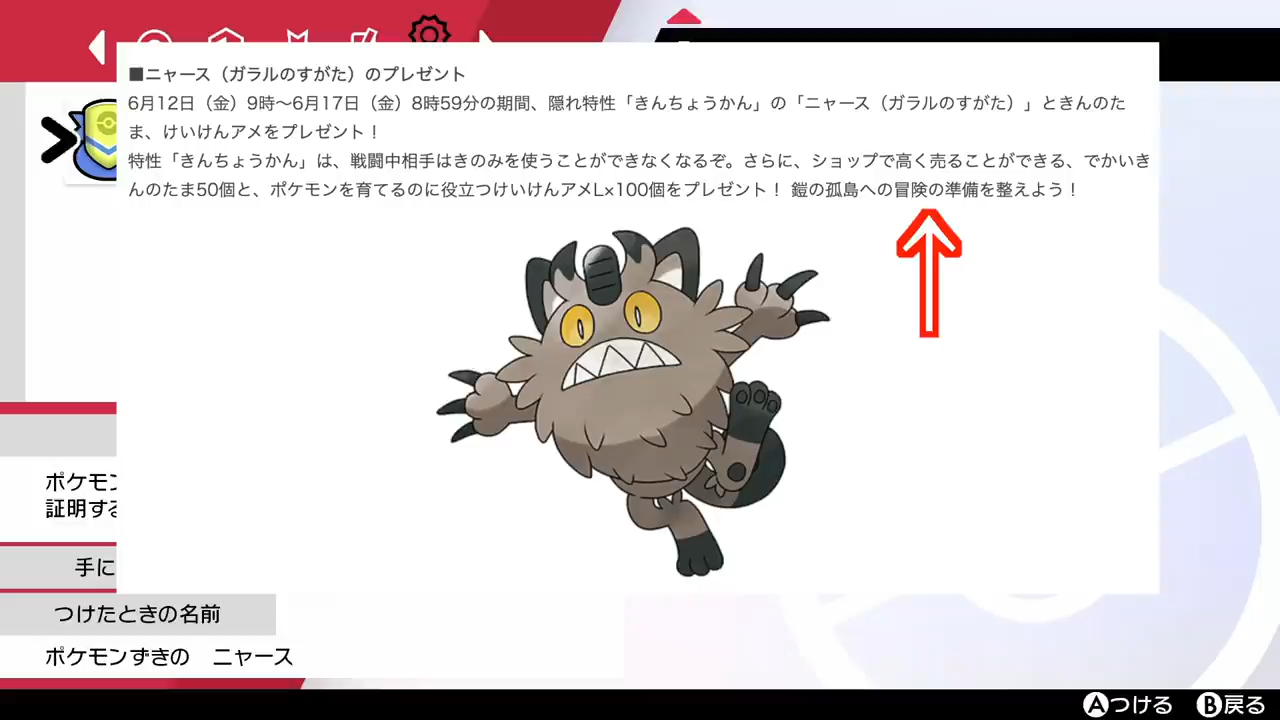 ■ニャース（ガラルのすがた）のプレゼント
6月12日（金）9時〜6月17日（金）8時59分の期間、隠れ特性「きんちょうかん」の「ニャース（ガラルのすがた）」ときんのた
ま、けいけんアメをプレゼント！
特性「きんちょうかん」は、戦闘中相手はきのみを使うことができなくなるぞ。さらに、ショップで高く売ることができる、でかいき
んのたま50個と、ポケモンを育てるのに役立つけいけんアメL×100個をプレゼント！ 鎧の孤島への冒険の準備を整えよう！
ポケモン
証明する
手に
つけたときの名前
ポケモンずきの　ニャース
Aつける Bもどる